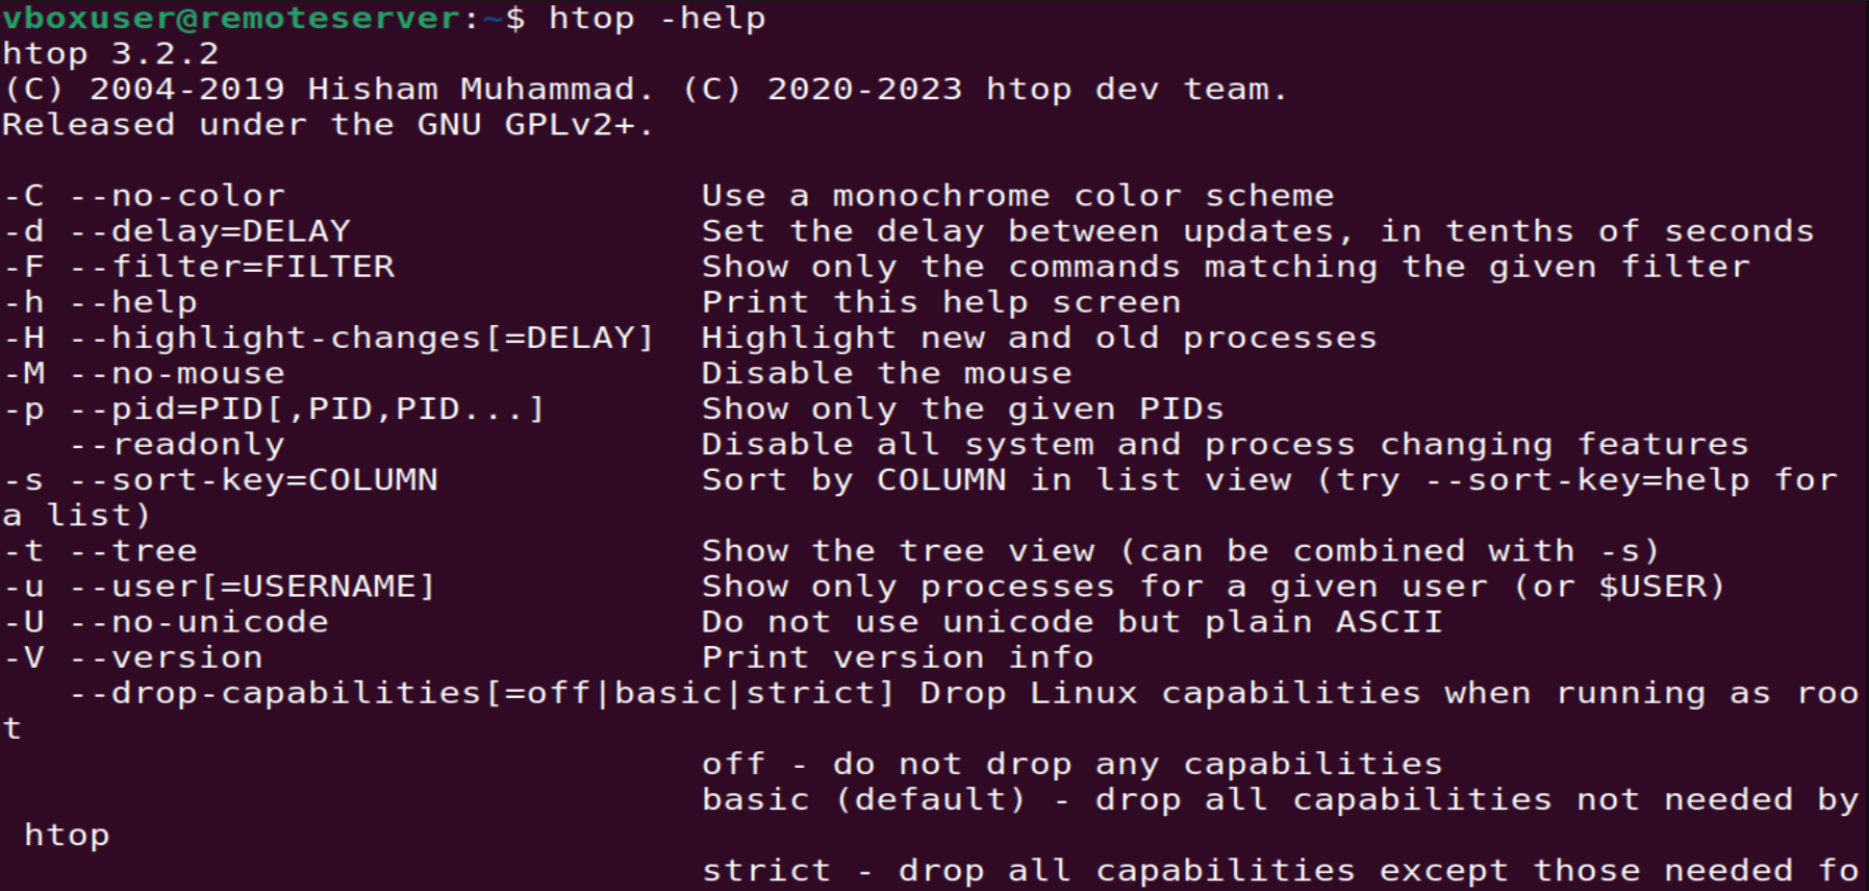 vboxuser@remoteserver:~$ htop -help
htop 3.2.2
(C) 2004-2019 Hisham Muhammad. (C) 2020-2023 htop dev team.
Released under the GNU GPLv2+.

-C --no-color                   Use a monochrome color scheme
-d --delay=DELAY                Set the delay between updates, in tenths of seconds
-F --filter=FILTER              Show only the commands matching the given filter
-h --help                       Print this help screen
-H --highlight-changes[=DELAY]  Highlight new and old processes
-M --no-mouse                   Disable the mouse
-p --pid=PID[,PID,PID...]       Show only the given PIDs
   --readonly                   Disable all system and process changing features
-s --sort-key=COLUMN            Sort by COLUMN in list view (try --sort-key=help for
a list)
-t --tree                       Show the tree view (can be combined with -s)
-u --user[=USERNAME]            Show only processes for a given user (or $USER)
-U --no-unicode                 Do not use unicode but plain ASCII
-V --version                    Print version info
   --drop-capabilities[=off|basic|strict] Drop Linux capabilities when running as roo
t
                                off - do not drop any capabilities
                                basic (default) - drop all capabilities not needed by
 htop
                                strict - drop all capabilities except those needed fo